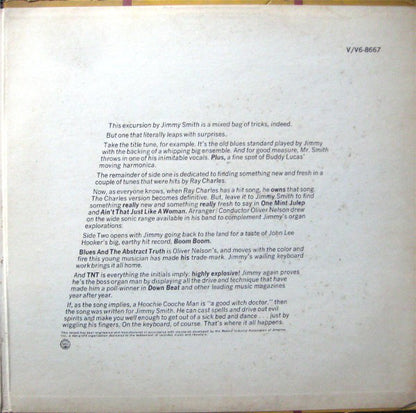 V/V6-8667
This excursion by Jimmy Smith is a mixed bag of tricks, indeed.
But one that literally leaps with surprises.
Take the title tune, for example. It's the old blues standard played by Jimmy
with the backing of a whipping big ensemble. And for good measure, Mr. Smith
throws in one of his inimitable vocals. Plus, a fine spot of Buddy Lucas'
moving harmonica.
The remainder of side one is dedicated to finding something new and fresh in a
couple of tunes that were hits by Ray Charles.
Now, as everyone knows, when Ray Charles has a hit song, he owns that song.
The Charles version becomes definitive. But, leave it to Jimmy Smith to find
something really new and something really fresh to say in One Mint Julep
and Ain't That Just Like A Woman. Arranger/Conductor Oliver Nelson drew
on the wide sonic range available in his band to complement Jimmy's organ
explorations:
Side Two opens with Jimmy going back to the land for a taste of John Lee
Hooker's big, earthy hit record, Boom Boom.
Blues And The Abstract Truth is Oliver Nelson's, and moves with the color and
fire this young musician has made his trademark. Jimmy's wailing keyboard
work brings it all home.
And TNT is everything the initials imply: highly explosive! Jimmy again proves
he's the boss organ man by displaying all the drive and technique that have
made him a poll-winner in Down Beat and other leading music magazines
year after year.
If, as the song implies, a Hoochie Cooche Man is "a good witch doctor," then
the song was written for Jimmy Smith. He can cast spells and drive out evil
spirits and make you well enough to get out of a sick bed and dance . . . just by
wiggling his fingers, On the keyboard, of course. That's where it all happens.